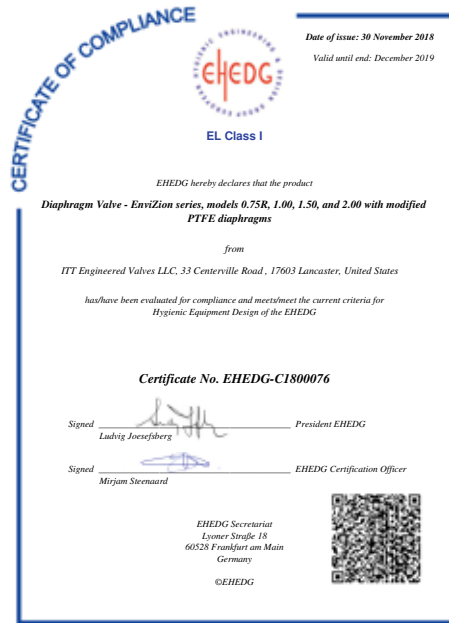 CERTIFICATE OF COMPLIANCE
HYGIENIC ENGINEERING & DESIGN GROUP EUROPEAN
EHEDG
Date of issue: 30 November 2018
Valid until end: December 2019
EL Class I
EHEDG hereby declares that the product
Diaphragm Valve - EnviZion series, models 0.75R, 1.00, 1.50, and 2.00 with modified
PTFE diaphragms
from
ITT Engineered Valves LLC, 33 Centerville Road , 17603 Lancaster, United States
has/have been evaluated for compliance and meets/meet the current criteria for
Hygienic Equipment Design of the EHEDG
Certificate No. EHEDG-C1800076
Signed President EHEDG
Ludvig Joesefsberg
Signed EHEDG Certification Officer
Mirjam Steenaard
EHEDG Secretariat
Lyoner Straße 18
60528 Frankfurt am Main
Germany
©EHEDG